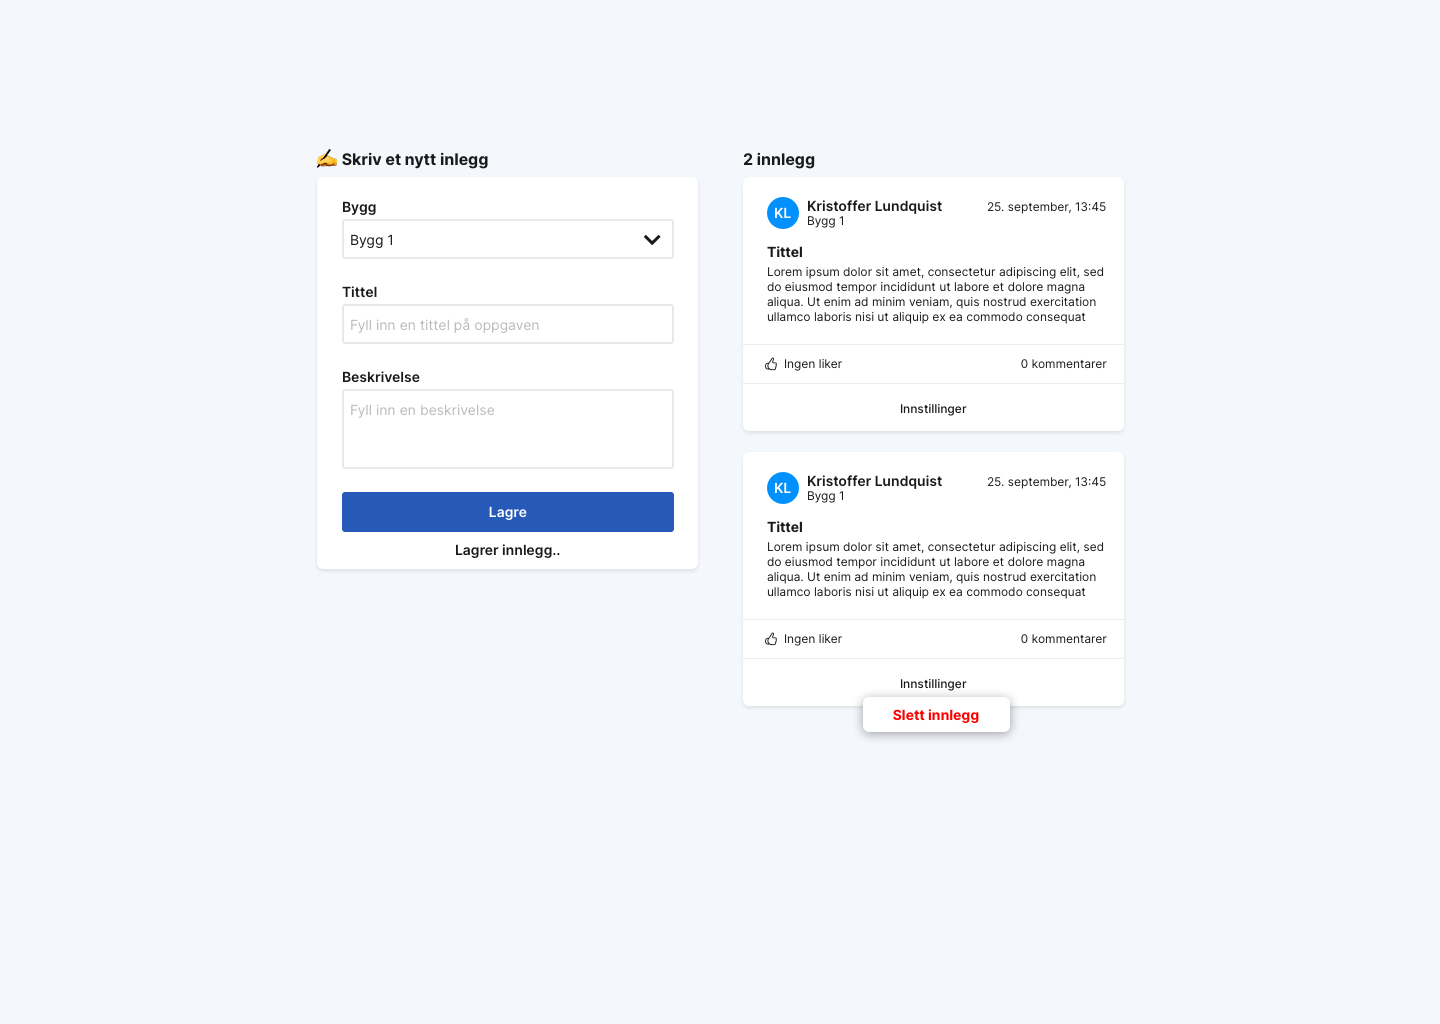 ✍️ Skriv et nytt inlegg
Bygg
Bygg 1
Tittel
Fyll inn en tittel på oppgaven
Beskrivelse
Fyll inn en beskrivelse
Lagre
Lagrer innlegg..
2 innlegg
KL
Kristoffer Lundquist
25. september, 13:45
Bygg 1
Tittel
Lorem ipsum dolor sit amet, consectetur adipiscing elit, sed
do eiusmod tempor incididunt ut labore et dolore magna
aliqua. Ut enim ad minim veniam, quis nostrud exercitation
ullamco laboris nisi ut aliquip ex ea commodo consequat
Ingen liker
0 kommentarer
Innstillinger
KL
Kristoffer Lundquist
25. september, 13:45
Bygg 1
Tittel
Lorem ipsum dolor sit amet, consectetur adipiscing elit, sed
do eiusmod tempor incididunt ut labore et dolore magna
aliqua. Ut enim ad minim veniam, quis nostrud exercitation
ullamco laboris nisi ut aliquip ex ea commodo consequat
Ingen liker
0 kommentarer
Innstillinger
Slett innlegg